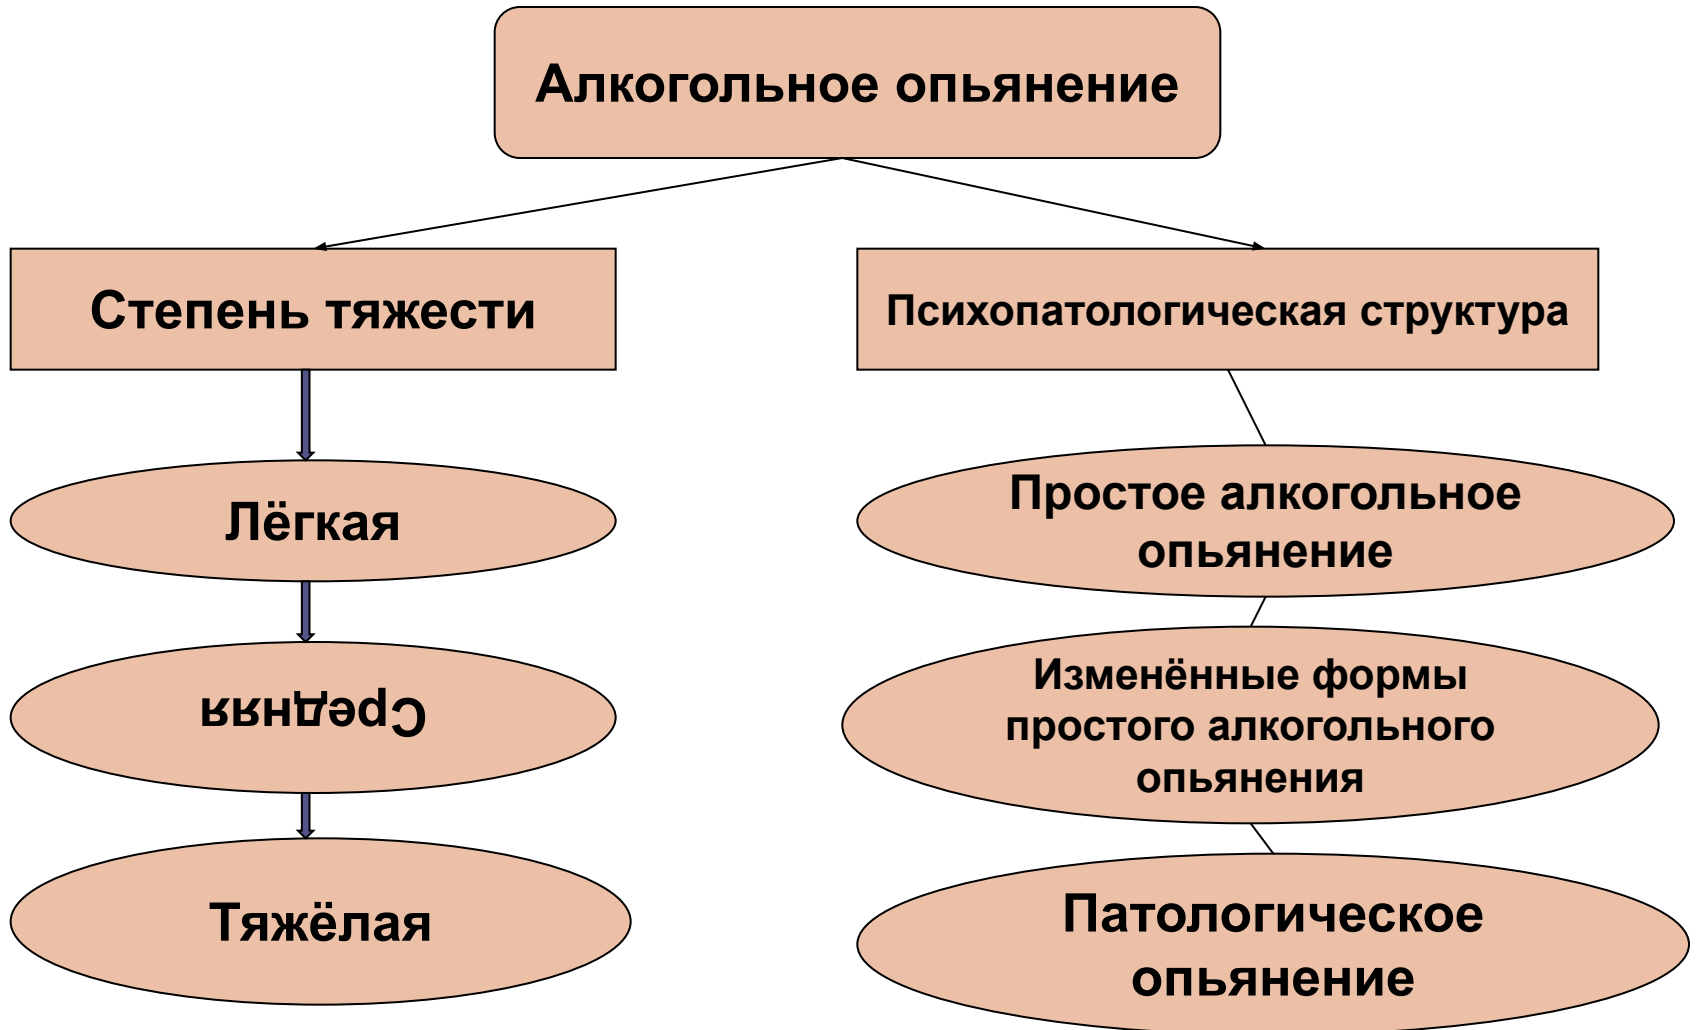 Алкогольное опьянение
Степень тяжести
Психопатологическая структура
Лёгкая
Простое алкогольное
опьянение
Средняя
Изменённые формы
простого алкогольного
опьянения
Тяжёлая
Патологическое
опьянение